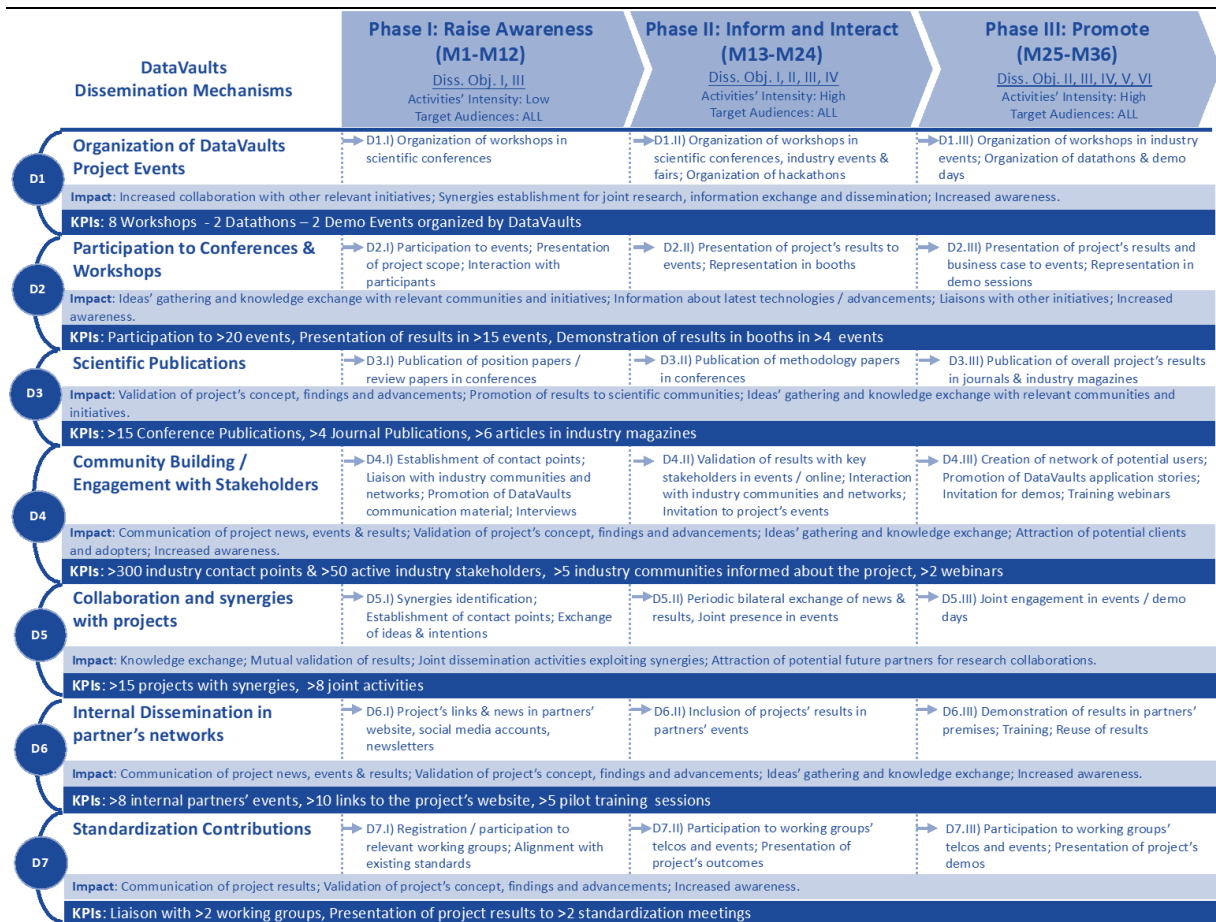 DataVaults
Dissemination Mechanisms
Phase I: Raise Awareness
(M1-M12)
Diss. Obj. I, III
Activities' Intensity: Low
Target Audiences: ALL
Phase II: Inform and Interact
(M13-M24)
Diss. Obj. I, II, III, IV
Activities' Intensity: High
Target Audiences: ALL
Phase III: Promote
(M25-M36)
Diss. Obj. II, III, IV, V, VI
Activities' Intensity: High
Target Audiences: ALL
D1
Organization of DataVaults
Project Events
D1.I) Organization of workshops in
scientific conferences
D1.II) Organization of workshops in
scientific conferences, industry events &
fairs; Organization of hackathons
D1.III) Organization of workshops in industry
events; Organization of datathons & demo
days
Impact: Increased collaboration with other relevant initiatives; Synergies establishment for joint research, information exchange and dissemination; Increased awareness.
KPIs: 8 Workshops - 2 Datathons – 2 Demo Events organized by DataVaults
D2
Participation to Conferences &
Workshops
D2.I) Participation to events; Presentation
of project scope; Interaction with
participants
D2.II) Presentation of project's results to
events; Representation in booths
D2.III) Presentation of project's results and
business case to events; Representation in
demo sessions
Impact: Ideas' gathering and knowledge exchange with relevant communities and initiatives; Information about latest technologies / advancements; Liaisons with other initiatives; Increased
awareness.
KPIs: Participation to >20 events, Presentation of results in >15 events, Demonstration of results in booths in >4 events
D3
Scientific Publications
D3.I) Publication of position papers /
review papers in conferences
D3.II) Publication of methodology papers
in conferences
D3.III) Publication of overall project's results
in journals & industry magazines
Impact: Validation of project's concept, findings and advancements; Promotion of results to scientific communities; Ideas' gathering and knowledge exchange with relevant communities and
initiatives.
KPIs: >15 Conference Publications, >4 Journal Publications, >6 articles in industry magazines
D4
Community Building /
Engagement with Stakeholders
D4.I) Establishment of contact points;
Liaison with industry communities and
networks; Promotion of DataVaults
communication material; Interviews
D4.II) Validation of results with key
stakeholders in events / online; Interaction
with industry communities and networks;
Invitation to project's events
D4.III) Creation of network of potential users;
Promotion of DataVaults application stories;
Invitation for demos; Training webinars
Impact: Communication of project news, events & results; Validation of project's concept, findings and advancements; Ideas' gathering and knowledge exchange; Attraction of potential clients
and adopters; Increased awareness.
KPIs: >300 industry contact points & >50 active industry stakeholders, >5 industry communities informed about the project, >2 webinars
D5
Collaboration and synergies
with projects
D5.I) Synergies identification;
Establishment of contact points; Exchange
of ideas & intentions
D5.II) Periodic bilateral exchange of news &
results, Joint presence in events
D5.III) Joint engagement in events / demo
days
Impact: Knowledge exchange; Mutual validation of results; Joint dissemination activities exploiting synergies; Attraction of potential future partners for research collaborations.
KPIs: >15 projects with synergies, >8 joint activities
D6
Internal Dissemination in
partner's networks
D6.I) Project's links & news in partners'
website, social media accounts,
newsletters
D6.II) Inclusion of projects' results in
partners' events
D6.III) Demonstration of results in partners'
premises; Training; Reuse of results
Impact: Communication of project news, events & results; Validation of project's concept, findings and advancements; Ideas' gathering and knowledge exchange; Increased awareness.
KPIs: >8 internal partners' events, >10 links to the project's website, >5 pilot training sessions
D7
Standardization Contributions
D7.I) Registration / participation to
relevant working groups; Alignment with
existing standards
D7.II) Participation to working groups'
telcos and events; Presentation of
project's outcomes
D7.III) Participation to working groups'
telcos and events; Presentation of project's
demos
Impact: Communication of project results; Validation of project's concept, findings and advancements; Increased awareness.
KPIs: Liaison with >2 working groups, Presentation of project results to >2 standardization meetings